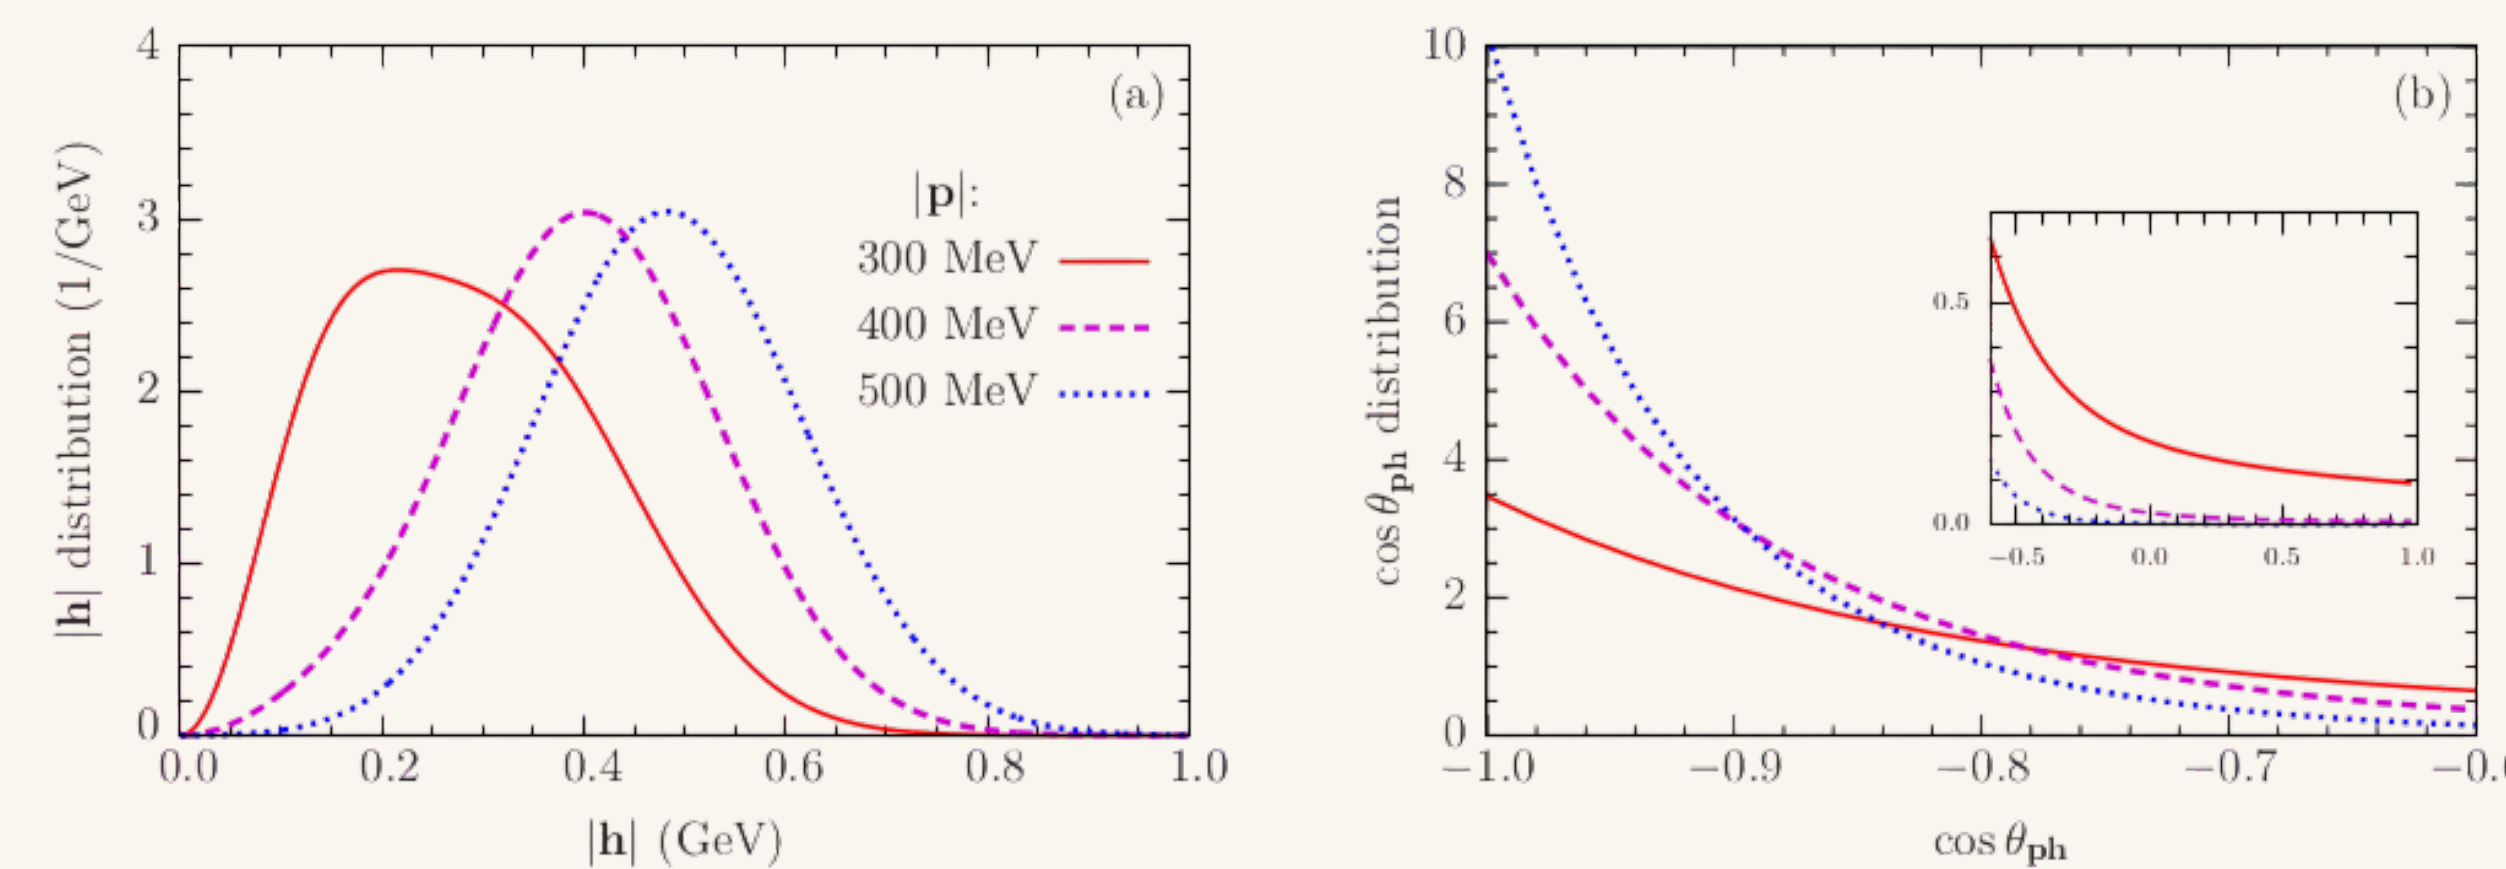 (a)
|h| distribution (1/GeV)
4
3
2
1
0
|p|:
300 MeV
400 MeV
500 MeV
0.0 0.2 0.4 0.6 0.8 1.0
|h| (GeV)
(b)
cos θph distribution
10
8
6
4
2
0
0.5
0.0
−0.5 0.0 0.5 1.0
−1.0 −0.9 −0.8 −0.7
cos θph